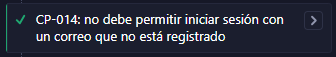 CP-014: no debe permitir iniciar sesión con
un correo que no está registrado